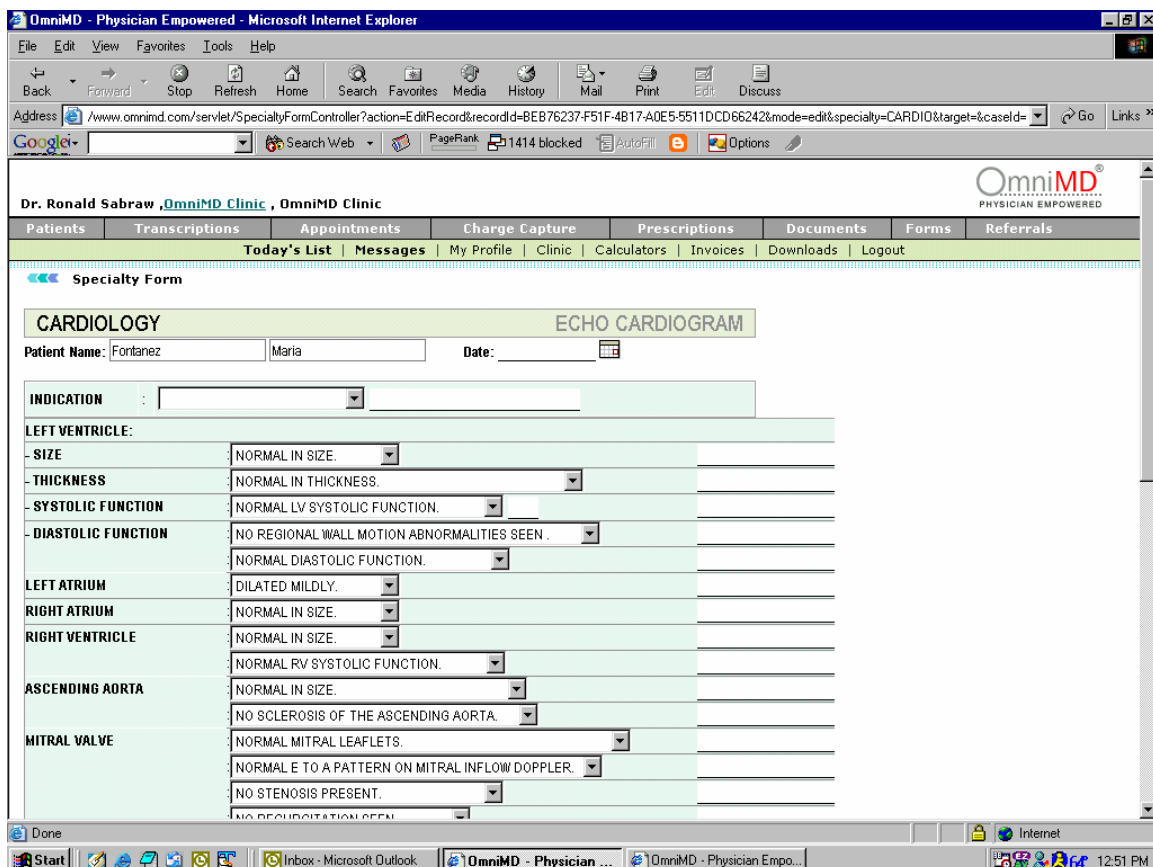 OmniMD - Physician Empowered - Microsoft Internet Explorer
File Edit View Favorites Tools Help
Back Forward Stop Refresh Home Search Favorites Media History Mail Print Edit Discuss
Address /www.omnimd.com/servlet/SpecialtyFormController?action=EditRecord&recordId=BEB76237-F51F-4B17-A0E5-5511DCD66242&mode=edit&specialty=CARDIO&target=&caseId= Go Links »
Google Search Web PageRank 1414 blocked AutoFill Options
OmniMD®
PHYSICIAN EMPOWERED
Dr. Ronald Sabraw ,OmniMD Clinic , OmniMD Clinic
Patients Transcriptions Appointments Charge Capture Prescriptions Documents Forms Referrals
Today's List | Messages | My Profile | Clinic | Calculators | Invoices | Downloads | Logout
Specialty Form
CARDIOLOGY ECHO CARDIOGRAM
Patient Name: Fontanez Maria Date:
INDICATION :
LEFT VENTRICLE:
- SIZE : NORMAL IN SIZE.
- THICKNESS : NORMAL IN THICKNESS.
- SYSTOLIC FUNCTION : NORMAL LV SYSTOLIC FUNCTION.
- DIASTOLIC FUNCTION : NO REGIONAL WALL MOTION ABNORMALITIES SEEN .
: NORMAL DIASTOLIC FUNCTION.
LEFT ATRIUM : DILATED MILDLY.
RIGHT ATRIUM : NORMAL IN SIZE.
RIGHT VENTRICLE : NORMAL IN SIZE.
: NORMAL RV SYSTOLIC FUNCTION.
ASCENDING AORTA : NORMAL IN SIZE.
: NO SCLEROSIS OF THE ASCENDING AORTA.
MITRAL VALVE : NORMAL MITRAL LEAFLETS.
: NORMAL E TO A PATTERN ON MITRAL INFLOW DOPPLER.
: NO STENOSIS PRESENT.
NO REGURGITATION SEEN
Done Internet
Start Inbox - Microsoft Outlook OmniMD - Physician ... OmniMD - Physician Empo... 12:51 PM